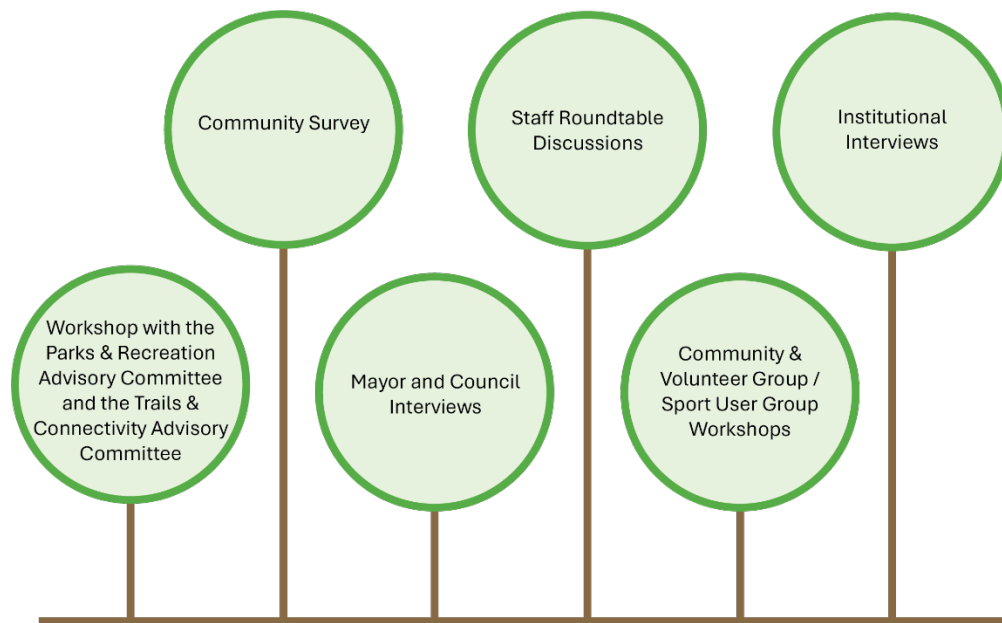 Community Survey
Staff Roundtable
Discussions
Institutional
Interviews
Workshop with the
Parks & Recreation
Advisory Committee
and the Trails &
Connectivity Advisory
Committee
Mayor and Council
Interviews
Community &
Volunteer Group /
Sport User Group
Workshops